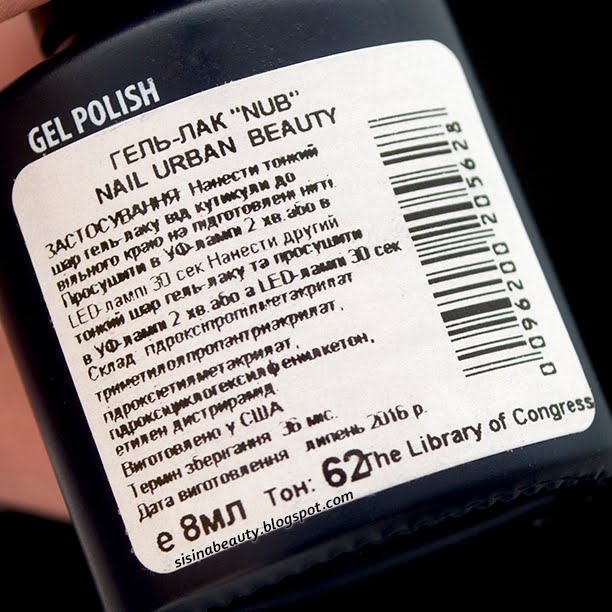 GEL POLISH
ГЕЛЬ-ЛАК "NUB"
NAIL URBAN BEAUTY
ЗАСТОСУВАННЯ Нанести тонкий
шар гель-лаку від кутикули до
вільного краю на підготовлені нігті.
Просушити в УФ-лампі 2 хв. або в
LED-лампі 30 сек Нанести другий
тонкий шар гель-лаку та просушити
в УФ-лампі 2 хв. або а LED-лампі 30 сек
Склад гідроксіпропілметакрилат
триметилолпропантриакрилат,
гідроксіетилметакрилат,
гідроксициклогексилфенилкетон,
етилен дистирамид.
Виготовлено у США
Термін зберігання 36 міс.
Дата виготовлення липень 2016 р.
е 8мл Тон: 62 The Library of Congress
0096200205628
sisinabeauty.blogspot.com